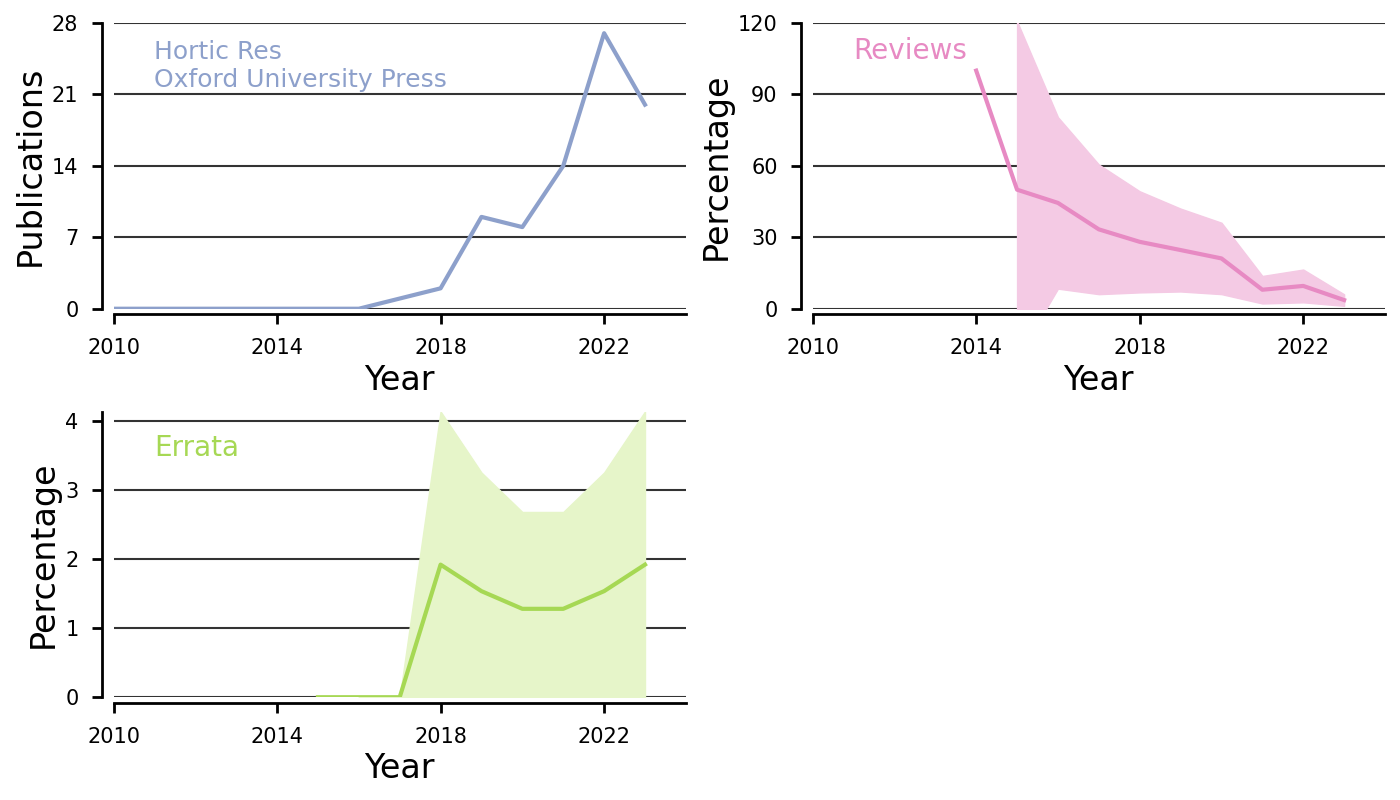 28
21
14
7
0
Publications
Hortic Res
Oxford University Press
2010 2014 2018 2022
Year
120
90
60
30
0
Percentage
Reviews
2010 2014 2018 2022
Year
4
3
2
1
0
Percentage
Errata
2010 2014 2018 2022
Year